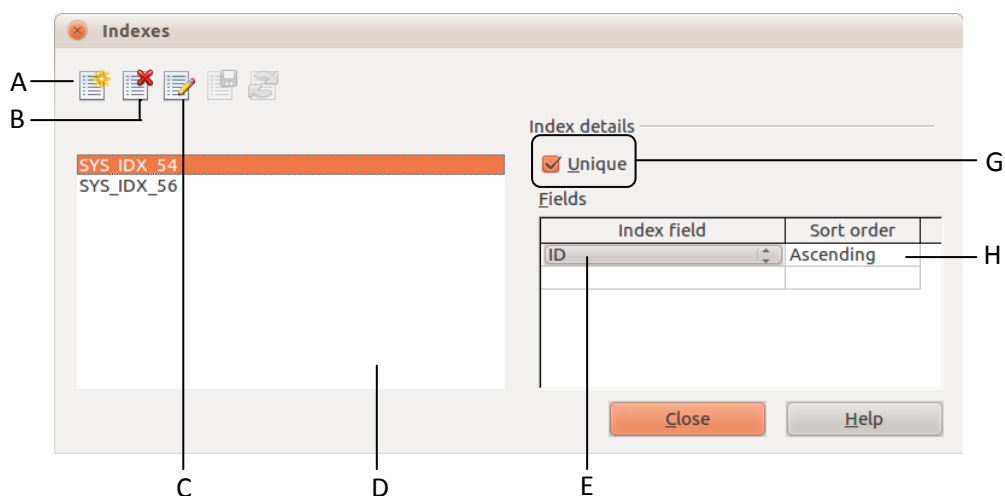 Indexes
A
B
Index details
SYS_IDX_54
Unique
G
SYS_IDX_56
Fields
Index field Sort order
ID Ascending
H
Close Help
C D E